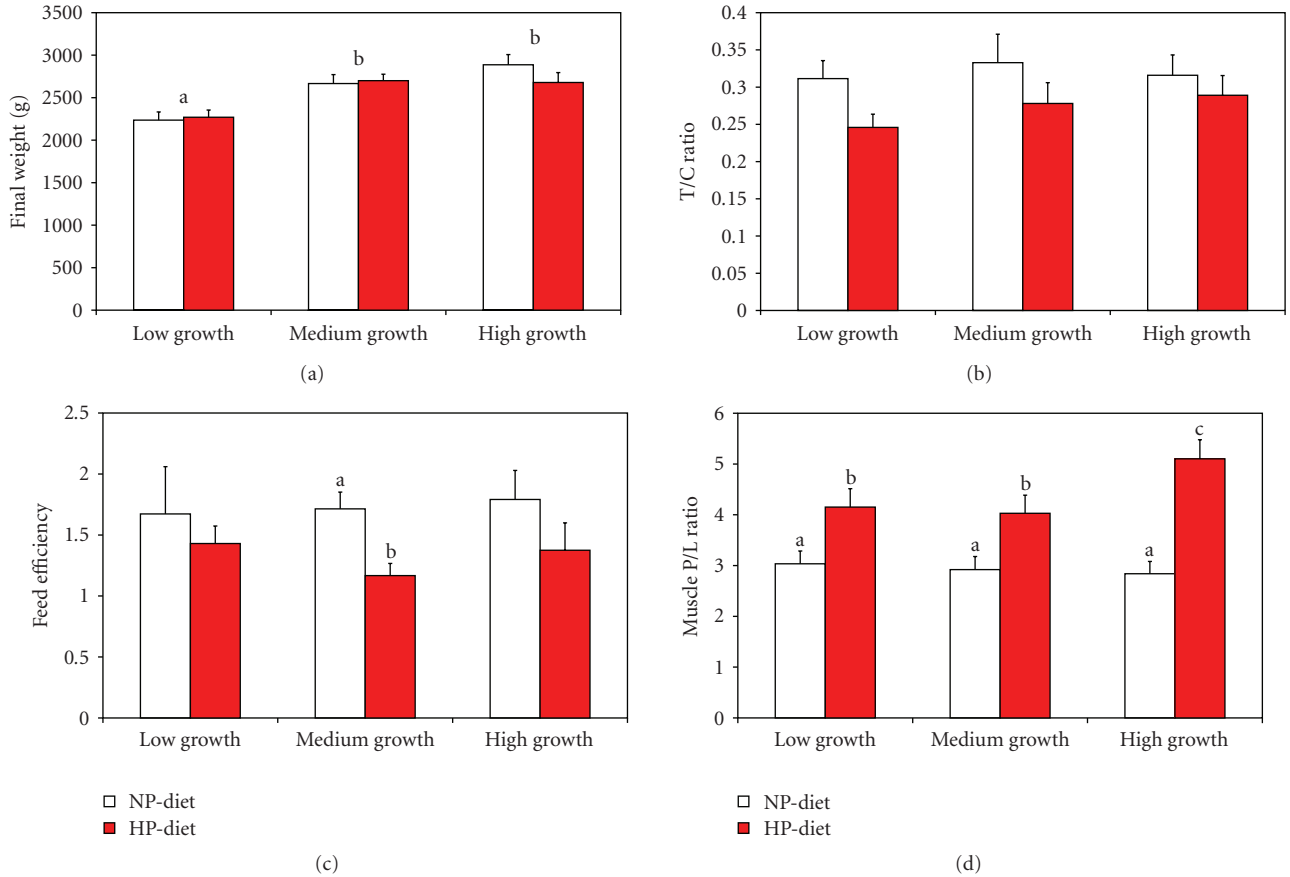 3500
3000
2500
2000
1500
1000
500
0
Final weight (g)
a
b
b
Low growth Medium growth High growth
(a)
0.4
0.35
0.3
0.25
0.2
0.15
0.1
0.05
0
T/C ratio
Low growth Medium growth High growth
(b)
2.5
2
1.5
1
0.5
0
Feed efficiency
a
b
Low growth Medium growth High growth
NP-diet
HP-diet
(c)
6
5
4
3
2
1
0
Muscle P/L ratio
a
b
a
b
a
c
Low growth Medium growth High growth
NP-diet
HP-diet
(d)